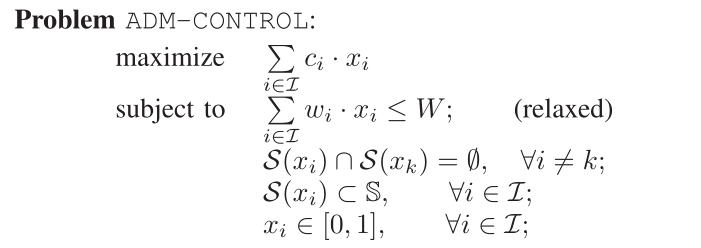 Problem ADM-CONTROL:
maximize ∑_{i∈ℐ} c_i · x_i
subject to ∑_{i∈ℐ} w_i · x_i ≤ W; (relaxed)
𝒮(x_i) ∩ 𝒮(x_k) = ∅, ∀i ≠ k;
𝒮(x_i) ⊂ 𝕊, ∀i ∈ ℐ;
x_i ∈ [0, 1], ∀i ∈ ℐ;